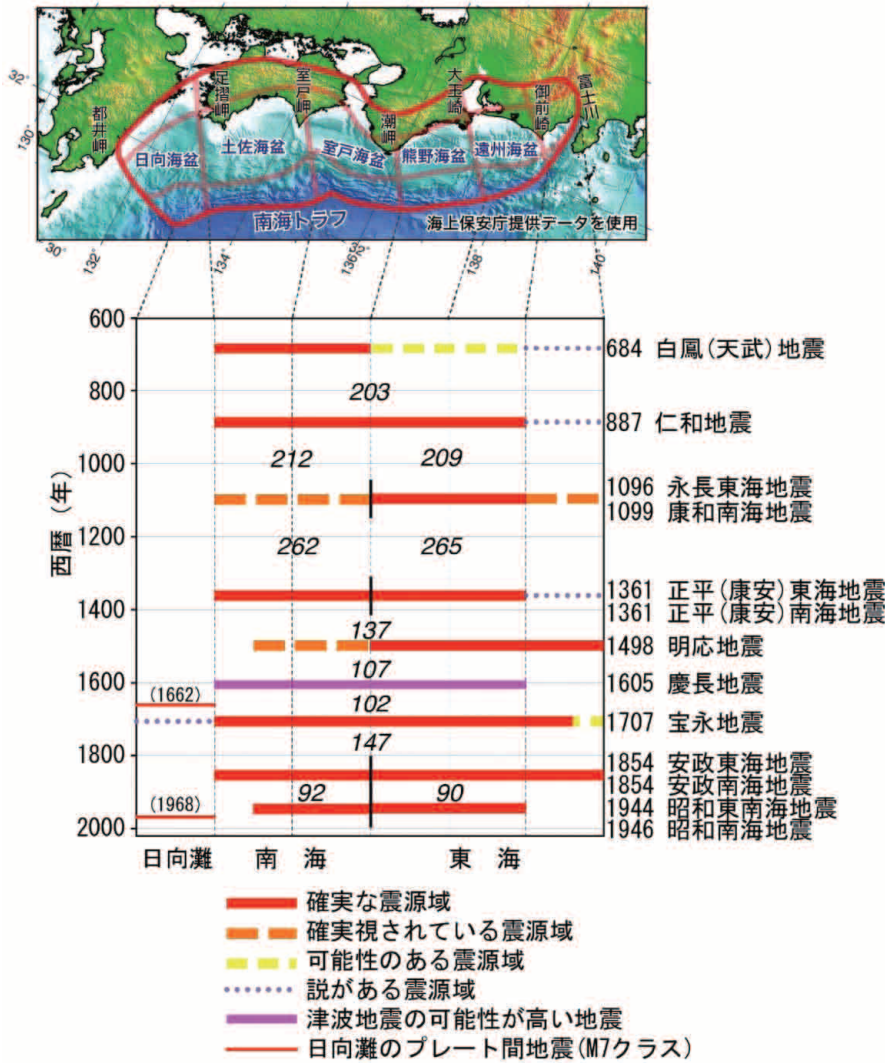 都井岬
足摺岬
室戸岬
潮岬
大王崎
御前崎
富士川
日向海盆
土佐海盆
室戸海盆
熊野海盆
遠州海盆
南海トラフ
海上保安庁提供データを使用
32°
130°
30°
132°
134°
136°
138°
140°
西暦(年)
600
800
1000
1200
1400
1600
1800
2000
684 白鳳(天武)地震
203
887 仁和地震
212 209
1096 永長東海地震
1099 康和南海地震
262 265
1361 正平(康安)東海地震
1361 正平(康安)南海地震
137
1498 明応地震
107
1605 慶長地震
(1662)
102
1707 宝永地震
147
1854 安政東海地震
1854 安政南海地震
92 90
1944 昭和東南海地震
(1968)
1946 昭和南海地震
日向灘 南海 東海
確実な震源域
確実視されている震源域
可能性のある震源域
説がある震源域
津波地震の可能性が高い地震
日向灘のプレート間地震(M7クラス)